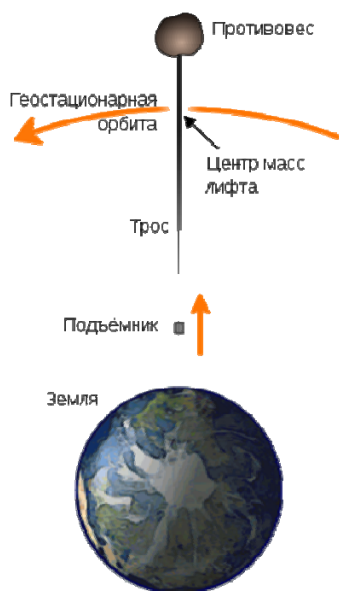 Противовес
Геостационарная
орбита
Центр масс
лифта
Трос
Подъёмник
Земля